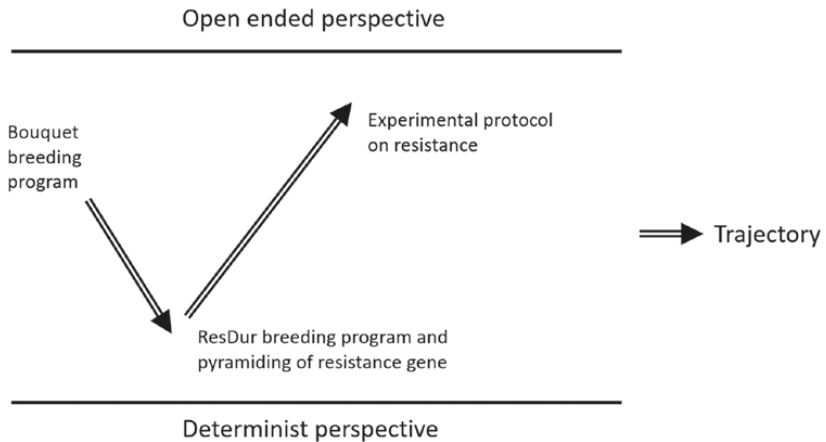 Open ended perspective
Bouquet
breeding
program
Experimental protocol
on resistance
Trajectory
ResDur breeding program and
pyramiding of resistance gene
Determinist perspective